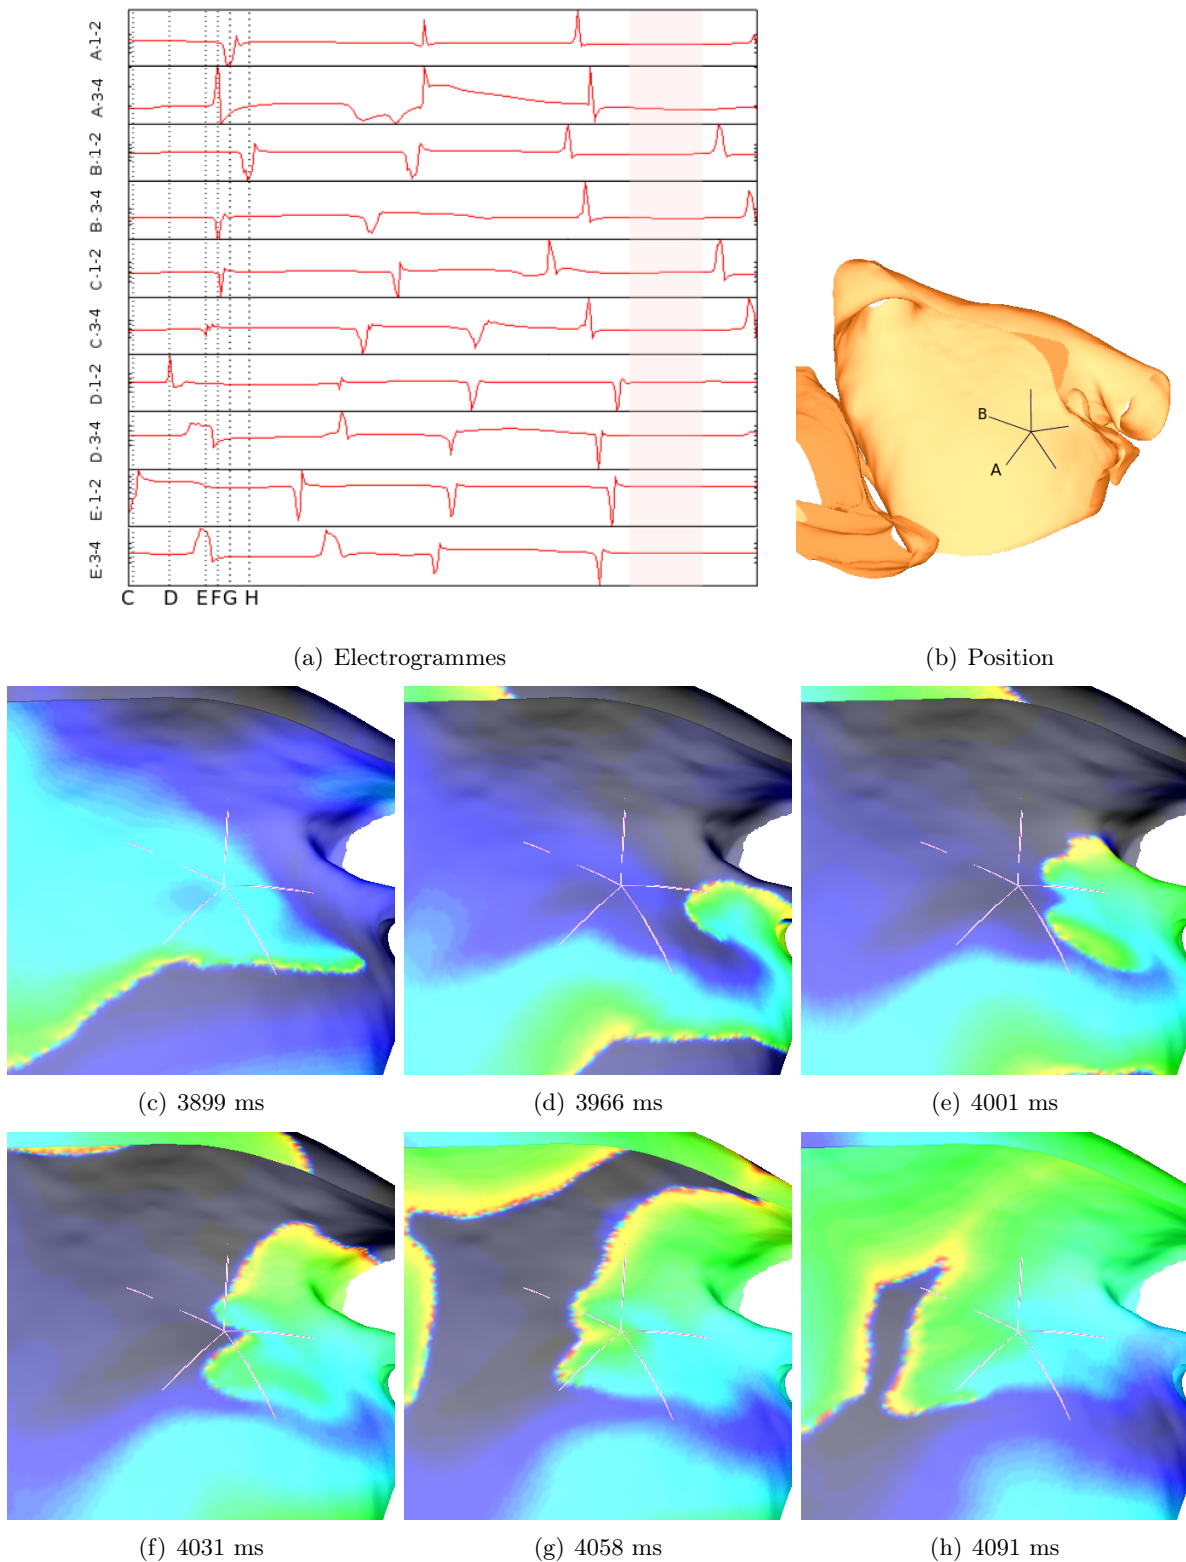 A-1-2
A-3-4
B-1-2
B-3-4
C-1-2
C-3-4
D-1-2
D-3-4
E-1-2
E-3-4
C D E F G H
B
A
(a) Electrogrammes
(b) Position
(c) 3899 ms
(d) 3966 ms
(e) 4001 ms
(f) 4031 ms
(g) 4058 ms
(h) 4091 ms